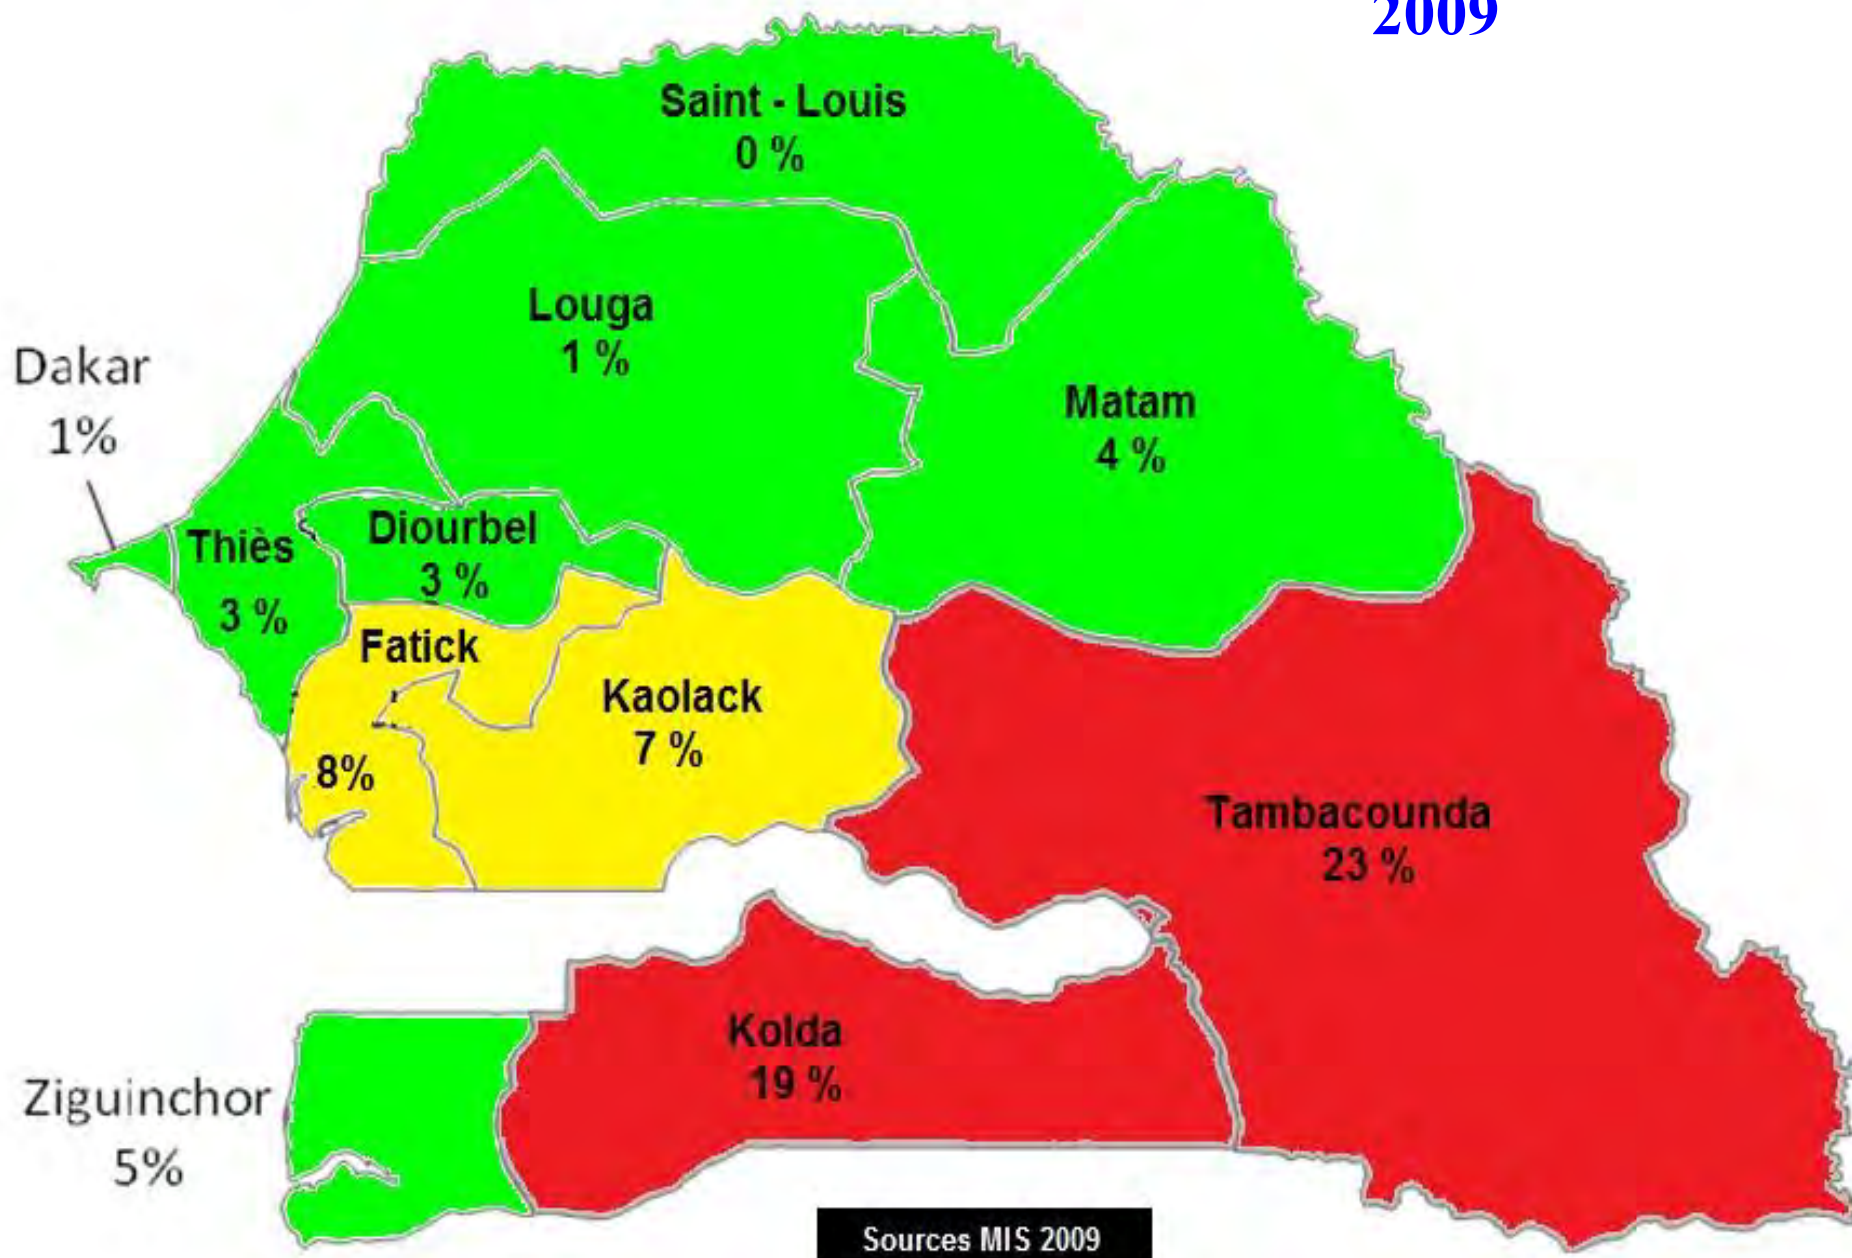 2009
Saint - Louis
0 %
Louga
1 %
Dakar
1%
Matam
4 %
Thiès
3 %
Diourbel
3 %
Fatick
8%
Kaolack
7 %
Tambacounda
23 %
Kolda
19 %
Ziguinchor
5%
Sources MIS 2009